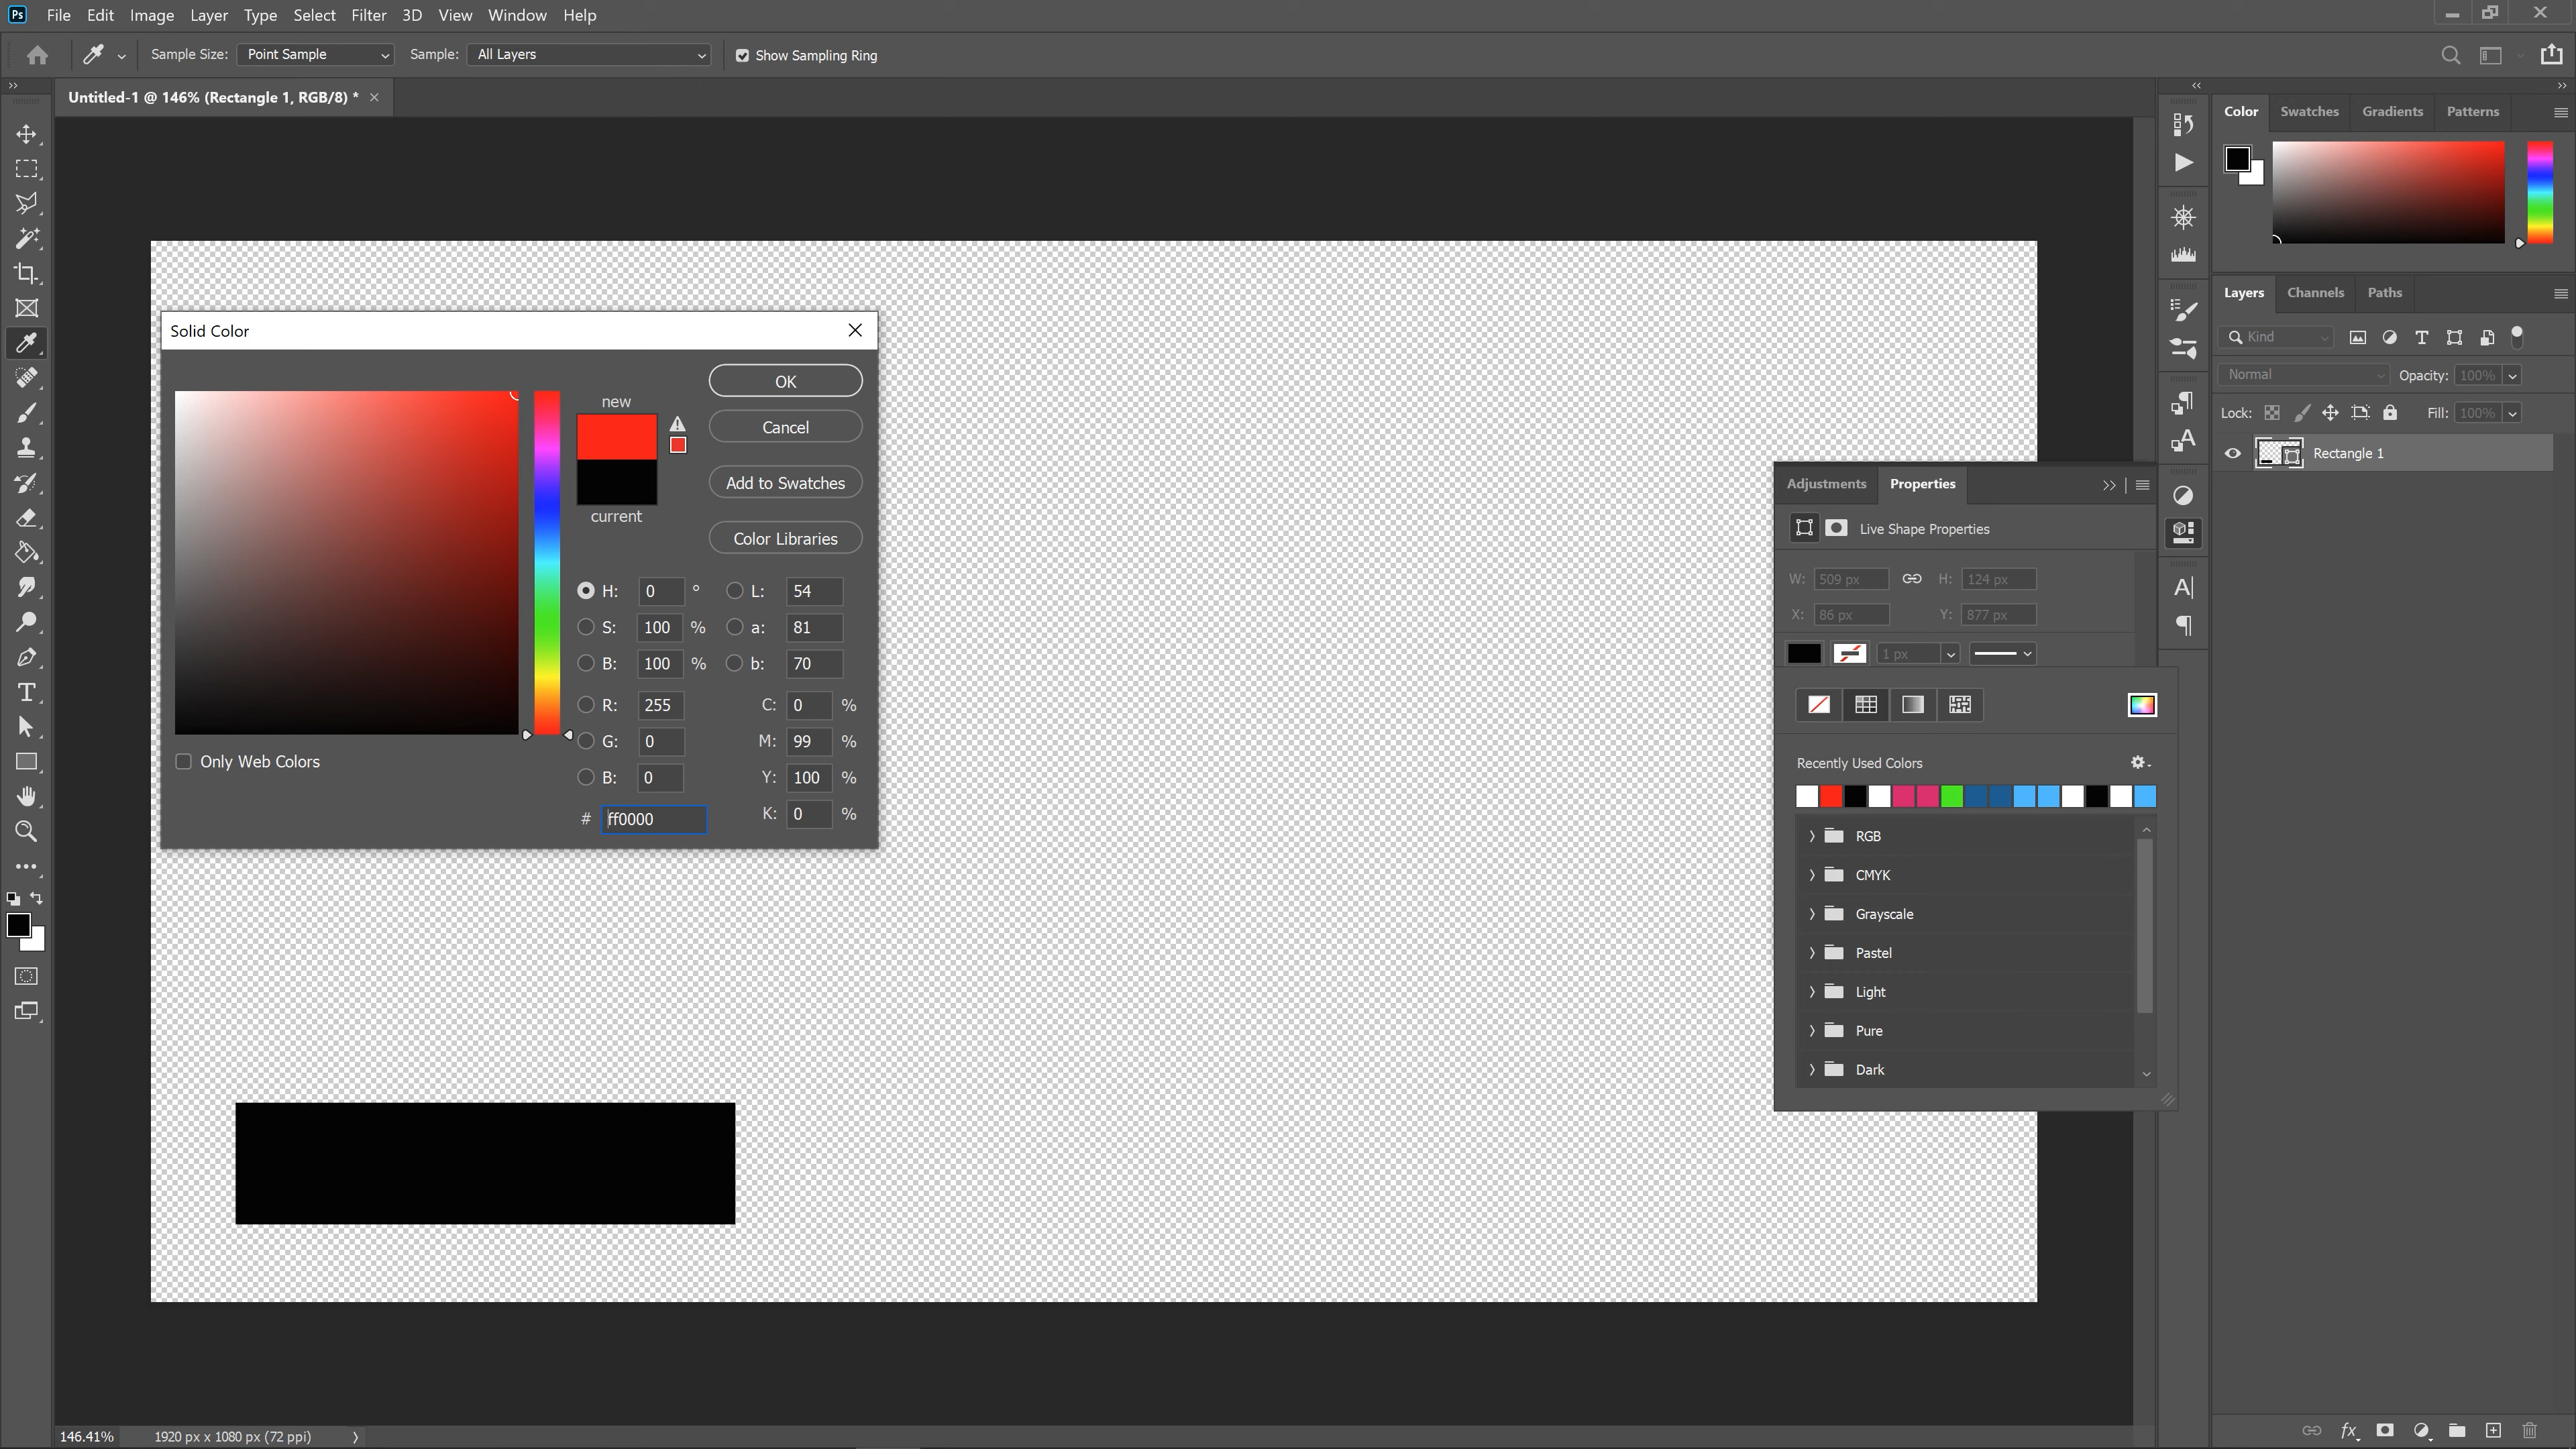 Ps File Edit Image Layer Type Select Filter 3D View Window Help
Sample Size: Point Sample Sample: All Layers Show Sampling Ring
Untitled-1 @ 146% (Rectangle 1, RGB/8) *
Color Swatches Gradients Patterns
Layers Channels Paths
Kind
Normal Opacity: 100%
Lock: Fill: 100%
Rectangle 1
Solid Color
new
current
OK
Cancel
Add to Swatches
Color Libraries
H: 0 ° L: 54
S: 100 % a: 81
B: 100 % b: 70
R: 255 C: 0 %
G: 0 M: 99 %
B: 0 Y: 100 %
# ff0000 K: 0 %
Only Web Colors
Adjustments Properties
Live Shape Properties
W: 509 px H: 124 px
X: 86 px Y: 877 px
1 px
Recently Used Colors
RGB
CMYK
Grayscale
Pastel
Light
Pure
Dark
146.41% 1920 px x 1080 px (72 ppi)
fx